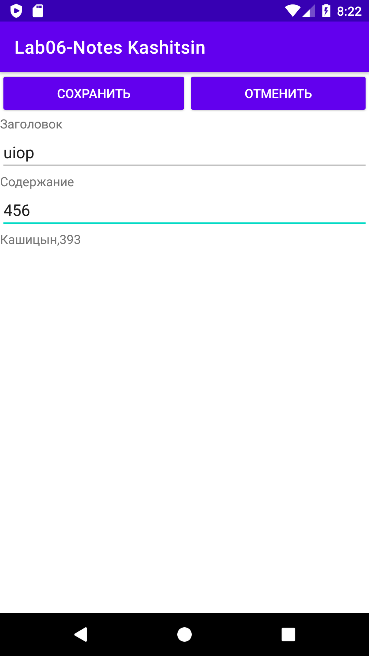 8:22
Lab06-Notes Kashitsin
СОХРАНИТЬ ОТМЕНИТЬ
Заголовок
uiop
Содержание
456
Кашицын,393